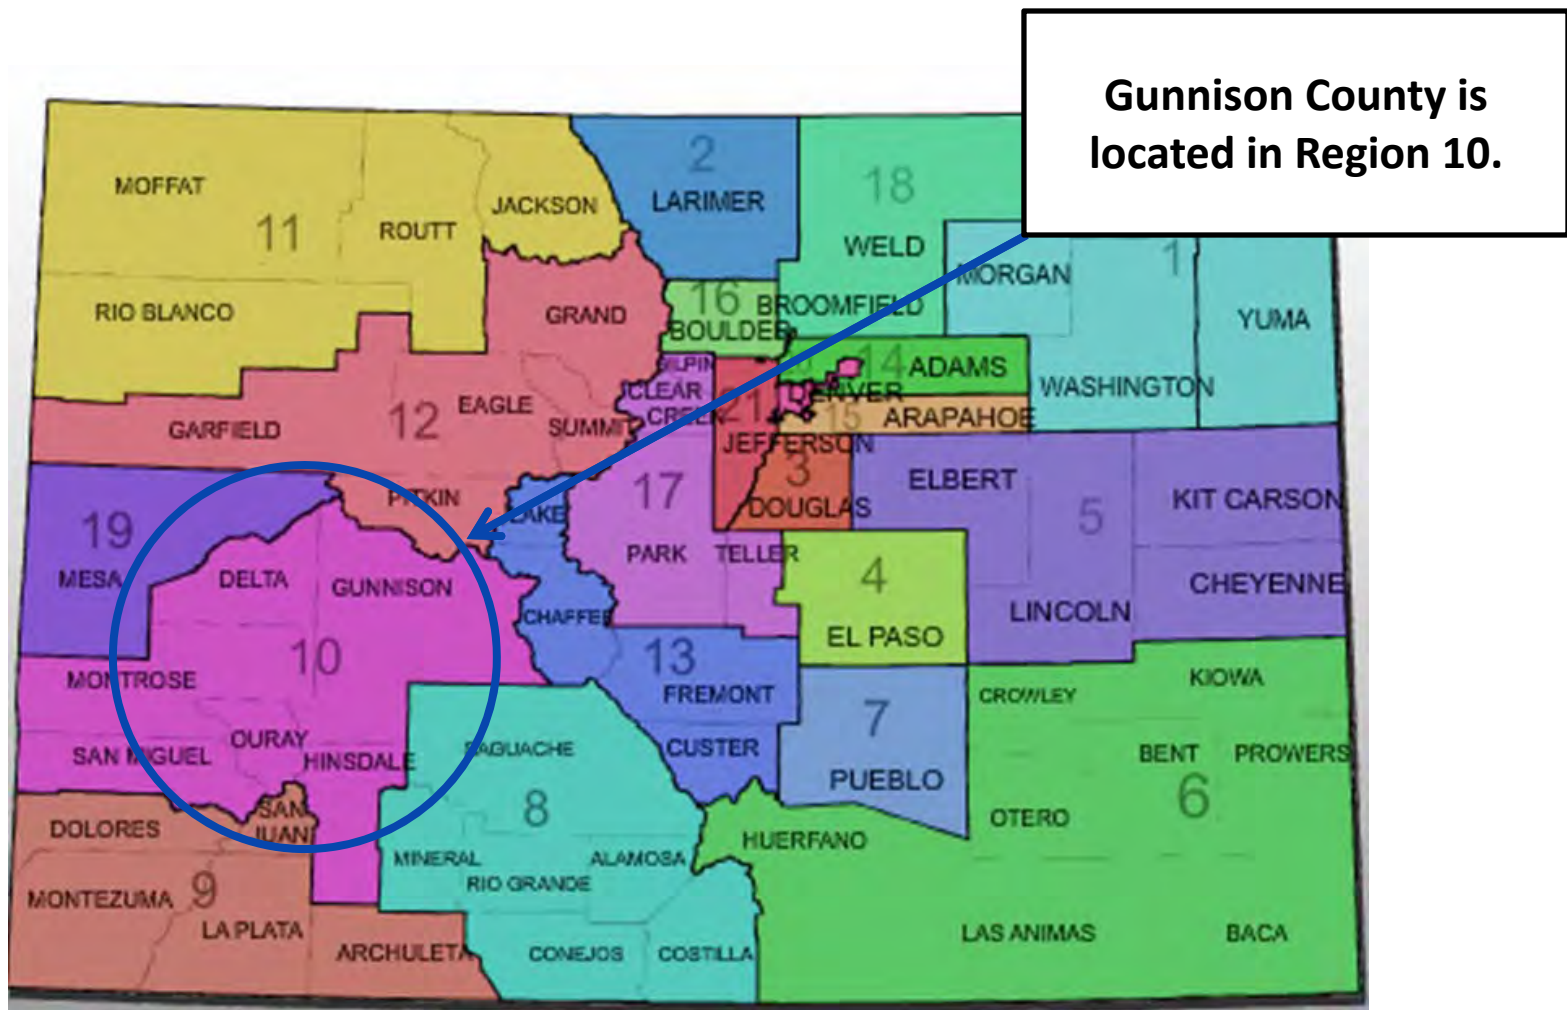 Gunnison County is
located in Region 10.
2
LARIMER
18
WELD
MOFFAT
11
ROUTT
JACKSON
MORGAN
1
YUMA
RIO BLANCO
GRAND
16
BOULDER
BROOMFIELD
GILPIN
14
ADAMS
WASHINGTON
CLEAR
CREEK
21
DENVER
15
ARAPAHOE
GARFIELD
12
EAGLE
SUMMIT
JEFFERSON
3
DOUGLAS
ELBERT
5
KIT CARSON
19
MESA
PITKIN
LAKE
17
PARK
TELLER
4
EL PASO
LINCOLN
CHEYENNE
DELTA
GUNNISON
CHAFFEE
10
13
FREMONT
MONTROSE
CROWLEY
KIOWA
SAN MIGUEL
OURAY
HINSDALE
SAGUACHE
CUSTER
7
PUEBLO
BENT
PROWERS
6
OTERO
DOLORES
SAN
JUAN
8
MINERAL
RIO GRANDE
ALAMOSA
HUERFANO
MONTEZUMA
9
LA PLATA
ARCHULETA
CONEJOS
COSTILLA
LAS ANIMAS
BACA